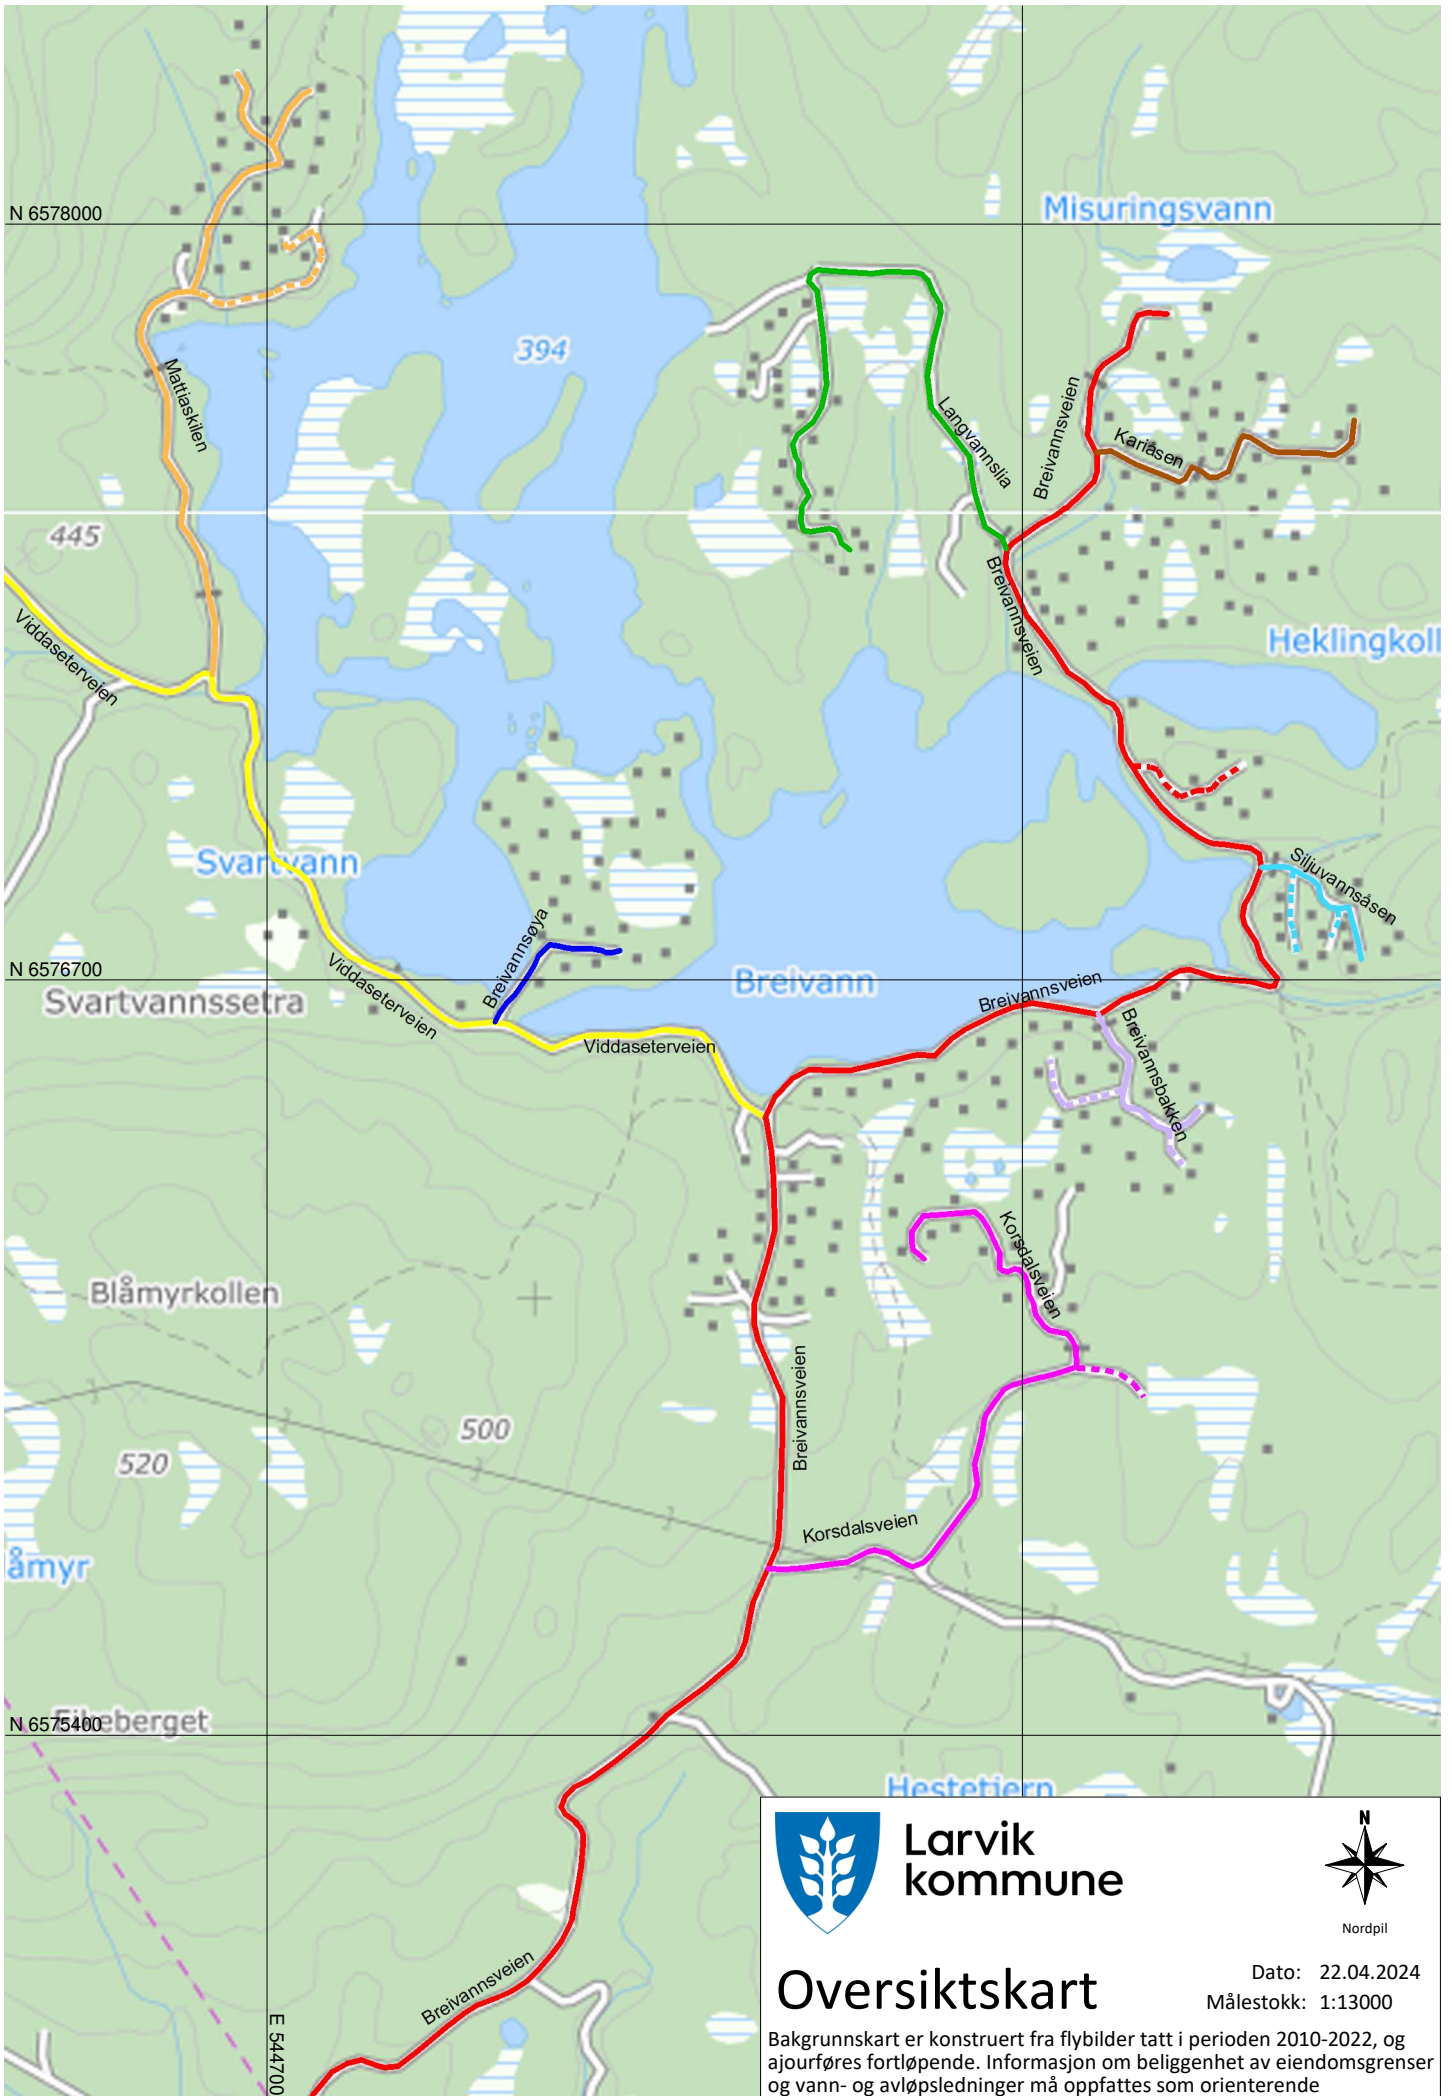 N 6578000
Misuringsvann
394
Mattiaskilen
Langvannslia
Breivannsveien
Kariåsen
445
Breivannsveien
Viddaseterveien
Heklingkoll
Svartvann
Siljuvannsåsen
Breivannsøya
N 6576700
Svartvannssetra
Viddaseterveien
Breivann
Breivannsveien
Viddaseterveien
Breivannsbakken
Korsdalsveien
Blåmyrkollen
Breivannsveien
500
520
Korsdalsveien
åmyr
N 6575400
Eikeberget
Hestetjern
Larvik
kommune
N
Nordpil
Breivannsveien
E 544700
Oversiktskart
Dato: 22.04.2024
Målestokk: 1:13000
Bakgrunnskart er konstruert fra flybilder tatt i perioden 2010-2022, og
ajourføres fortløpende. Informasjon om beliggenhet av eiendomsgrenser
og vann- og avløpsledninger må oppfattes som orienterende